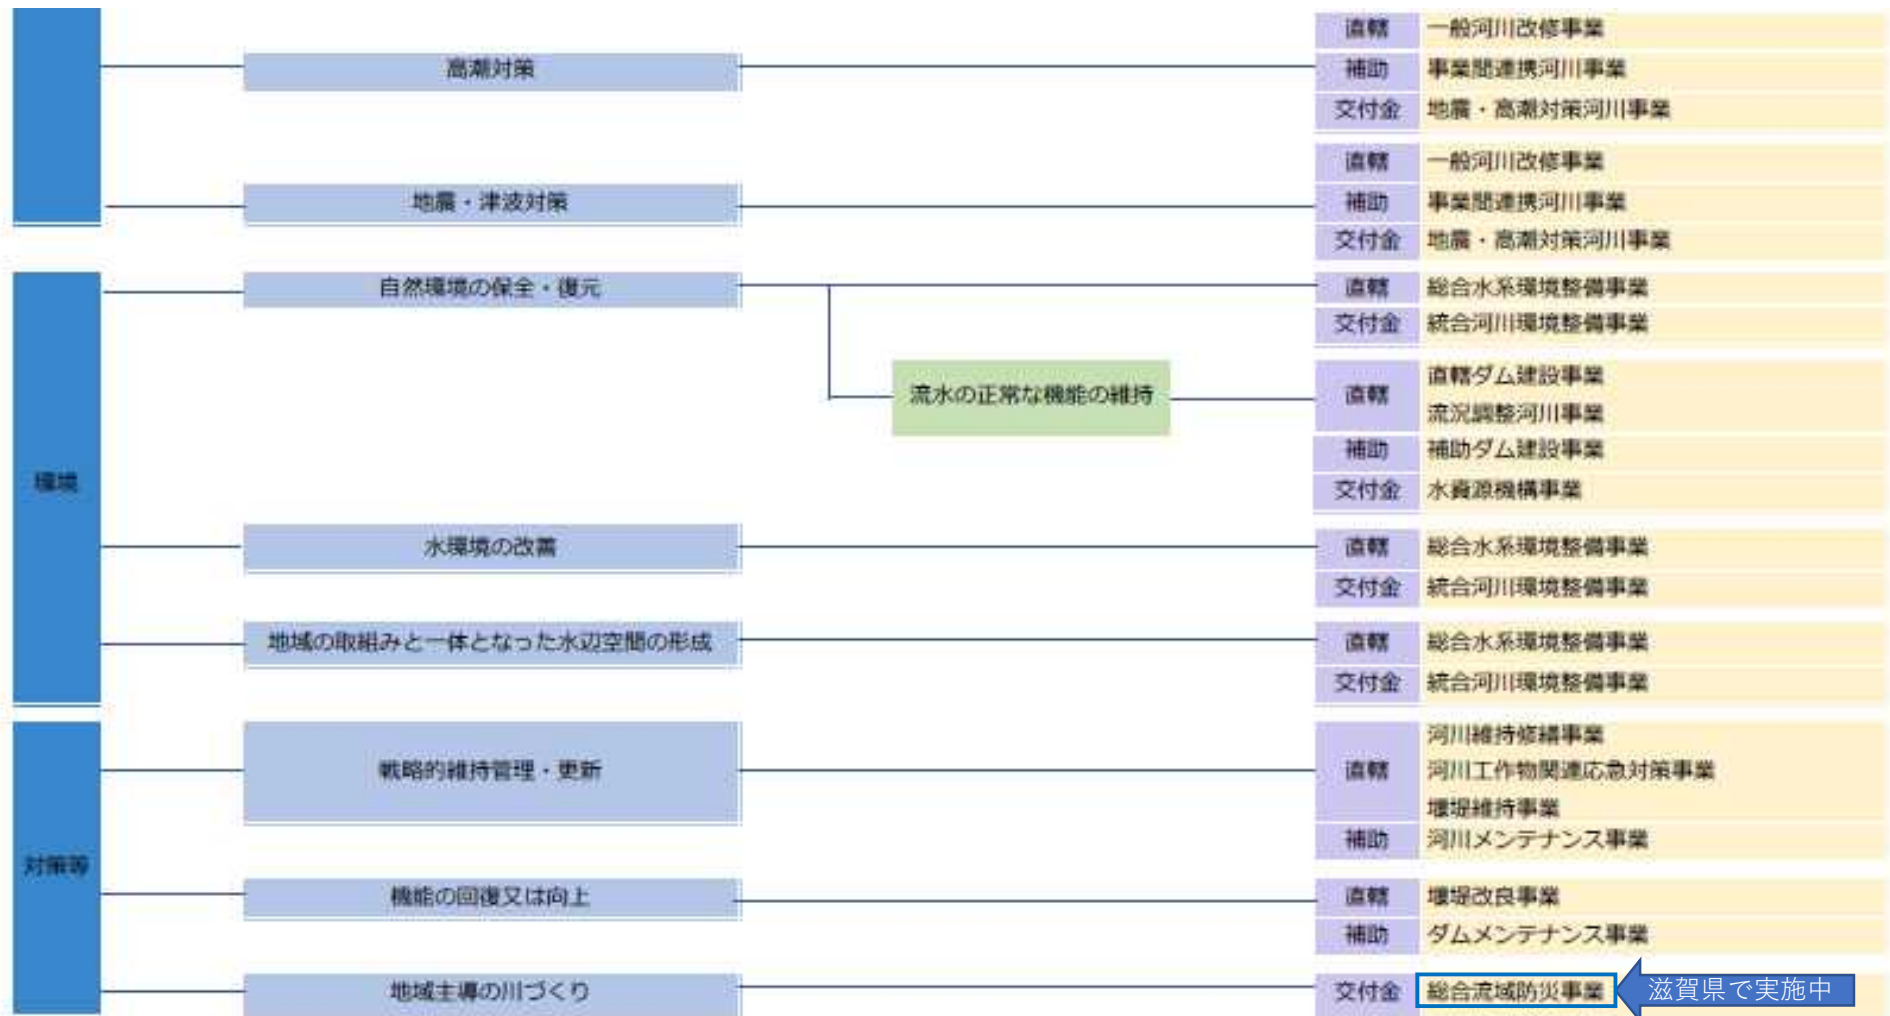 直轄 一般河川改修事業
高潮対策 補助 事業間連携河川事業
交付金 地震・高潮対策河川事業
直轄 一般河川改修事業
地震・津波対策 補助 事業間連携河川事業
交付金 地震・高潮対策河川事業
自然環境の保全・復元 直轄 総合水系環境整備事業
交付金 統合河川環境整備事業
流水の正常な機能の維持 直轄 直轄ダム建設事業
流況調整河川事業
補助 補助ダム建設事業
環境 交付金 水資源機構事業
水環境の改善 直轄 総合水系環境整備事業
交付金 統合河川環境整備事業
地域の取組みと一体となった水辺空間の形成 直轄 総合水系環境整備事業
交付金 統合河川環境整備事業
河川維持修繕事業
戦略的維持管理・更新 直轄 河川工作物関連応急対策事業
堰堤維持事業
補助 河川メンテナンス事業
対策等
機能の回復又は向上 直轄 堰堤改良事業
補助 ダムメンテナンス事業
地域主導の川づくり 交付金 総合流域防災事業 滋賀県で実施中